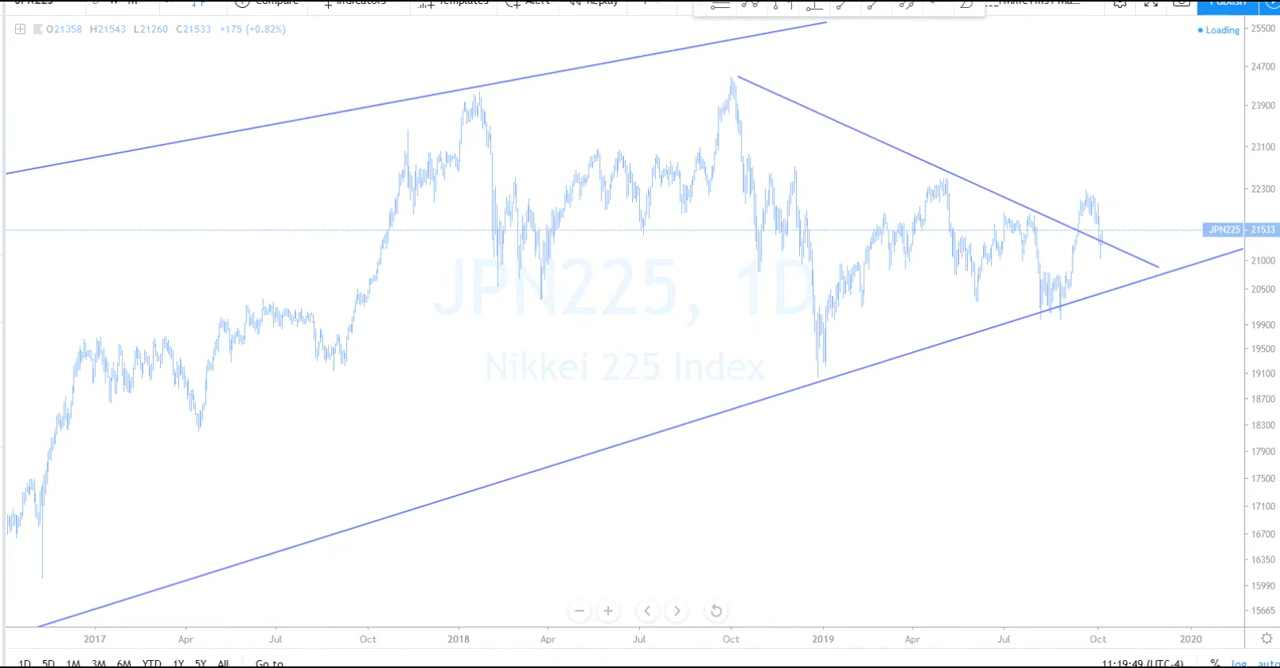 Compare Indicators Templates Alert Replay Publish
O21358 H21543 L21260 C21533 +175 (+0.82%)
Loading
25500
24700
23900
23100
22300
JPN225 21533
21000
20500
19900
19500
19100
18700
18300
17900
17500
17100
16700
16350
15990
15665
JPN225, 1D
Nikkei 225 Index
2017 Apr Jul Oct 2018 Apr Jul Oct 2019 Apr Jul Oct 2020
1D 5D 1M 3M 6M YTD 1Y 5Y All Go to 11:19:49 (UTC-4) % log auto